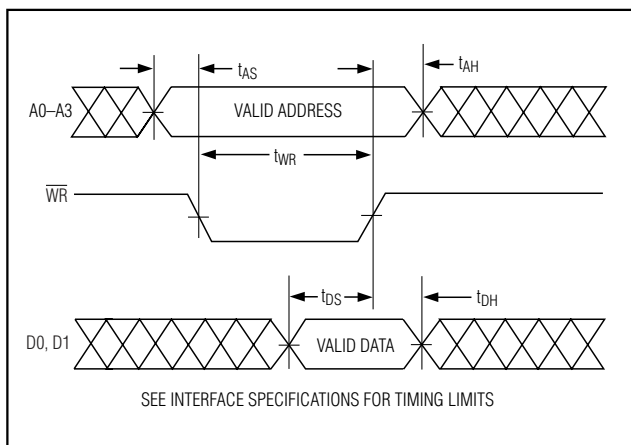 tAS
tAH
A0–A3
VALID ADDRESS
tWR
WR
tDS
tDH
D0, D1
VALID DATA
SEE INTERFACE SPECIFICATIONS FOR TIMING LIMITS